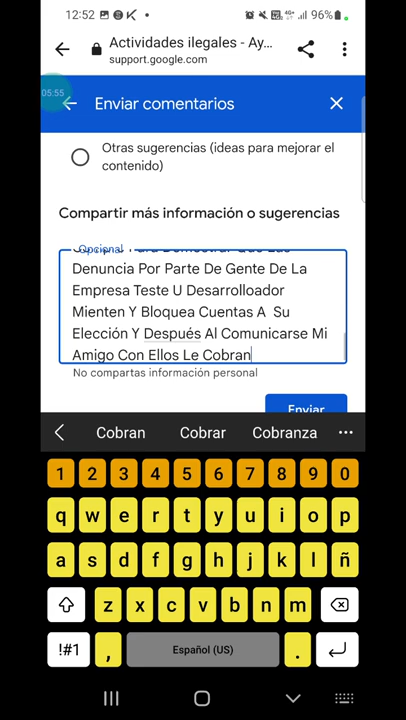 12:52
4G+
96%
Actividades ilegales - Ay...
support.google.com
05:55
Enviar comentarios
Otras sugerencias (ideas para mejorar el
contenido)
Compartir más información o sugerencias
Opcional
Denuncia Por Parte De Gente De La
Empresa Teste U Desarrolloador
Mienten Y Bloquea Cuentas A Su
Elección Y Después Al Comunicarse Mi
Amigo Con Ellos Le Cobran
No compartas información personal
Enviar
Cobran Cobrar Cobranza
1 2 3 4 5 6 7 8 9 0
q w e r t y u i o p
a s d f g h j k l ñ
z x c v b n m
!#1 , Español (US) .